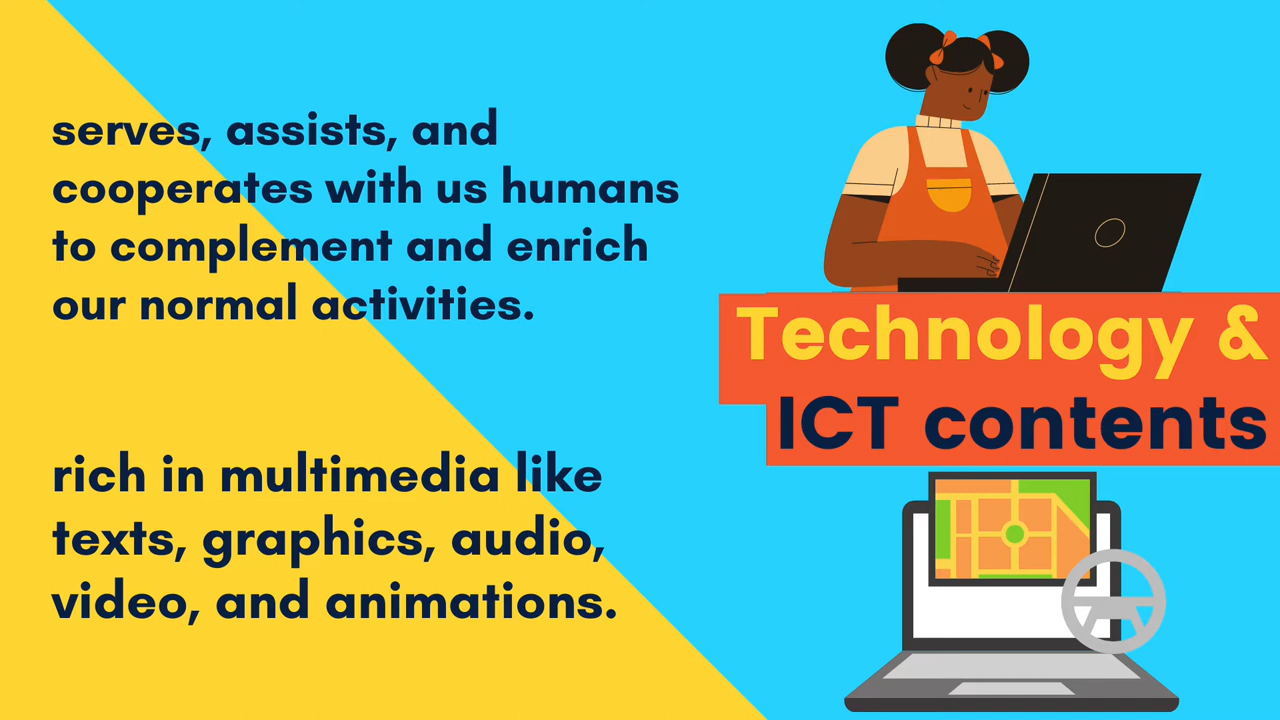 serves, assists, and
cooperates with us humans
to complement and enrich
our normal activities.
rich in multimedia like
texts, graphics, audio,
video, and animations.
Technology &
ICT contents